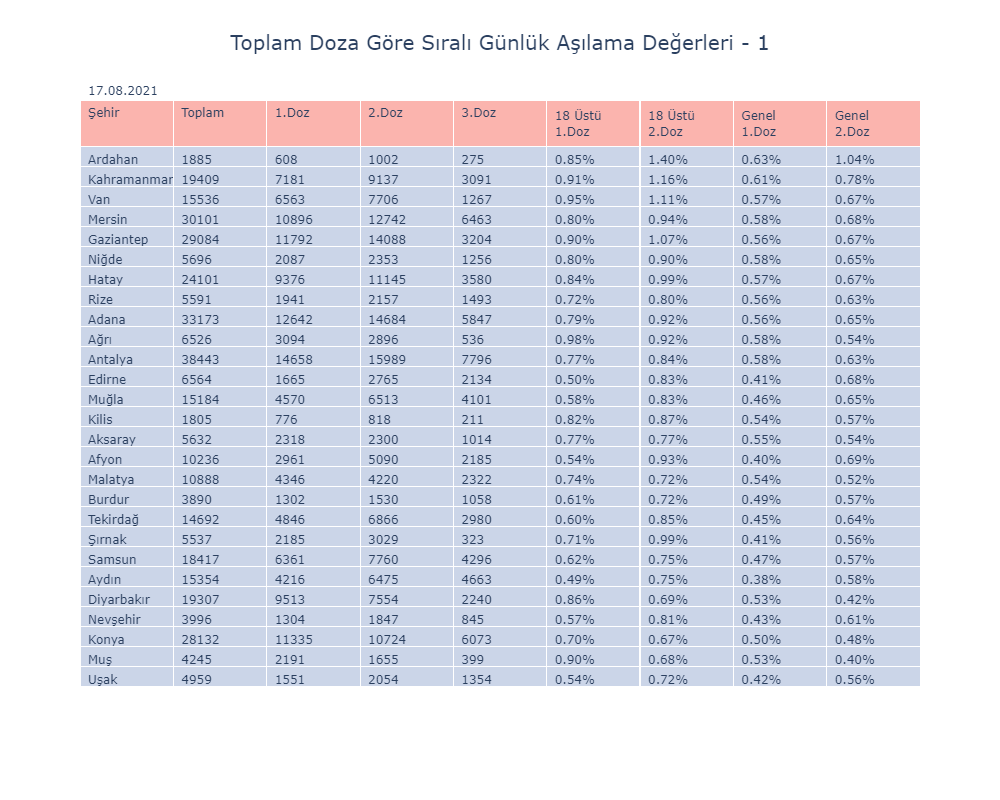 Toplam Doza Göre Sıralı Günlük Aşılama Değerleri - 1
17.08.2021
Şehir Toplam 1.Doz 2.Doz 3.Doz 18 Üstü 1.Doz 18 Üstü 2.Doz Genel 1.Doz Genel 2.Doz
Ardahan 1885 608 1002 275 0.85% 1.40% 0.63% 1.04%
Kahramanmar 19409 7181 9137 3091 0.91% 1.16% 0.61% 0.78%
Van 15536 6563 7706 1267 0.95% 1.11% 0.57% 0.67%
Mersin 30101 10896 12742 6463 0.80% 0.94% 0.58% 0.68%
Gaziantep 29084 11792 14088 3204 0.90% 1.07% 0.56% 0.67%
Niğde 5696 2087 2353 1256 0.80% 0.90% 0.58% 0.65%
Hatay 24101 9376 11145 3580 0.84% 0.99% 0.57% 0.67%
Rize 5591 1941 2157 1493 0.72% 0.80% 0.56% 0.63%
Adana 33173 12642 14684 5847 0.79% 0.92% 0.56% 0.65%
Ağrı 6526 3094 2896 536 0.98% 0.92% 0.58% 0.54%
Antalya 38443 14658 15989 7796 0.77% 0.84% 0.58% 0.63%
Edirne 6564 1665 2765 2134 0.50% 0.83% 0.41% 0.68%
Muğla 15184 4570 6513 4101 0.58% 0.83% 0.46% 0.65%
Kilis 1805 776 818 211 0.82% 0.87% 0.54% 0.57%
Aksaray 5632 2318 2300 1014 0.77% 0.77% 0.55% 0.54%
Afyon 10236 2961 5090 2185 0.54% 0.93% 0.40% 0.69%
Malatya 10888 4346 4220 2322 0.74% 0.72% 0.54% 0.52%
Burdur 3890 1302 1530 1058 0.61% 0.72% 0.49% 0.57%
Tekirdağ 14692 4846 6866 2980 0.60% 0.85% 0.45% 0.64%
Şırnak 5537 2185 3029 323 0.71% 0.99% 0.41% 0.56%
Samsun 18417 6361 7760 4296 0.62% 0.75% 0.47% 0.57%
Aydın 15354 4216 6475 4663 0.49% 0.75% 0.38% 0.58%
Diyarbakır 19307 9513 7554 2240 0.86% 0.69% 0.53% 0.42%
Nevşehir 3996 1304 1847 845 0.57% 0.81% 0.43% 0.61%
Konya 28132 11335 10724 6073 0.70% 0.67% 0.50% 0.48%
Muş 4245 2191 1655 399 0.90% 0.68% 0.53% 0.40%
Uşak 4959 1551 2054 1354 0.54% 0.72% 0.42% 0.56%